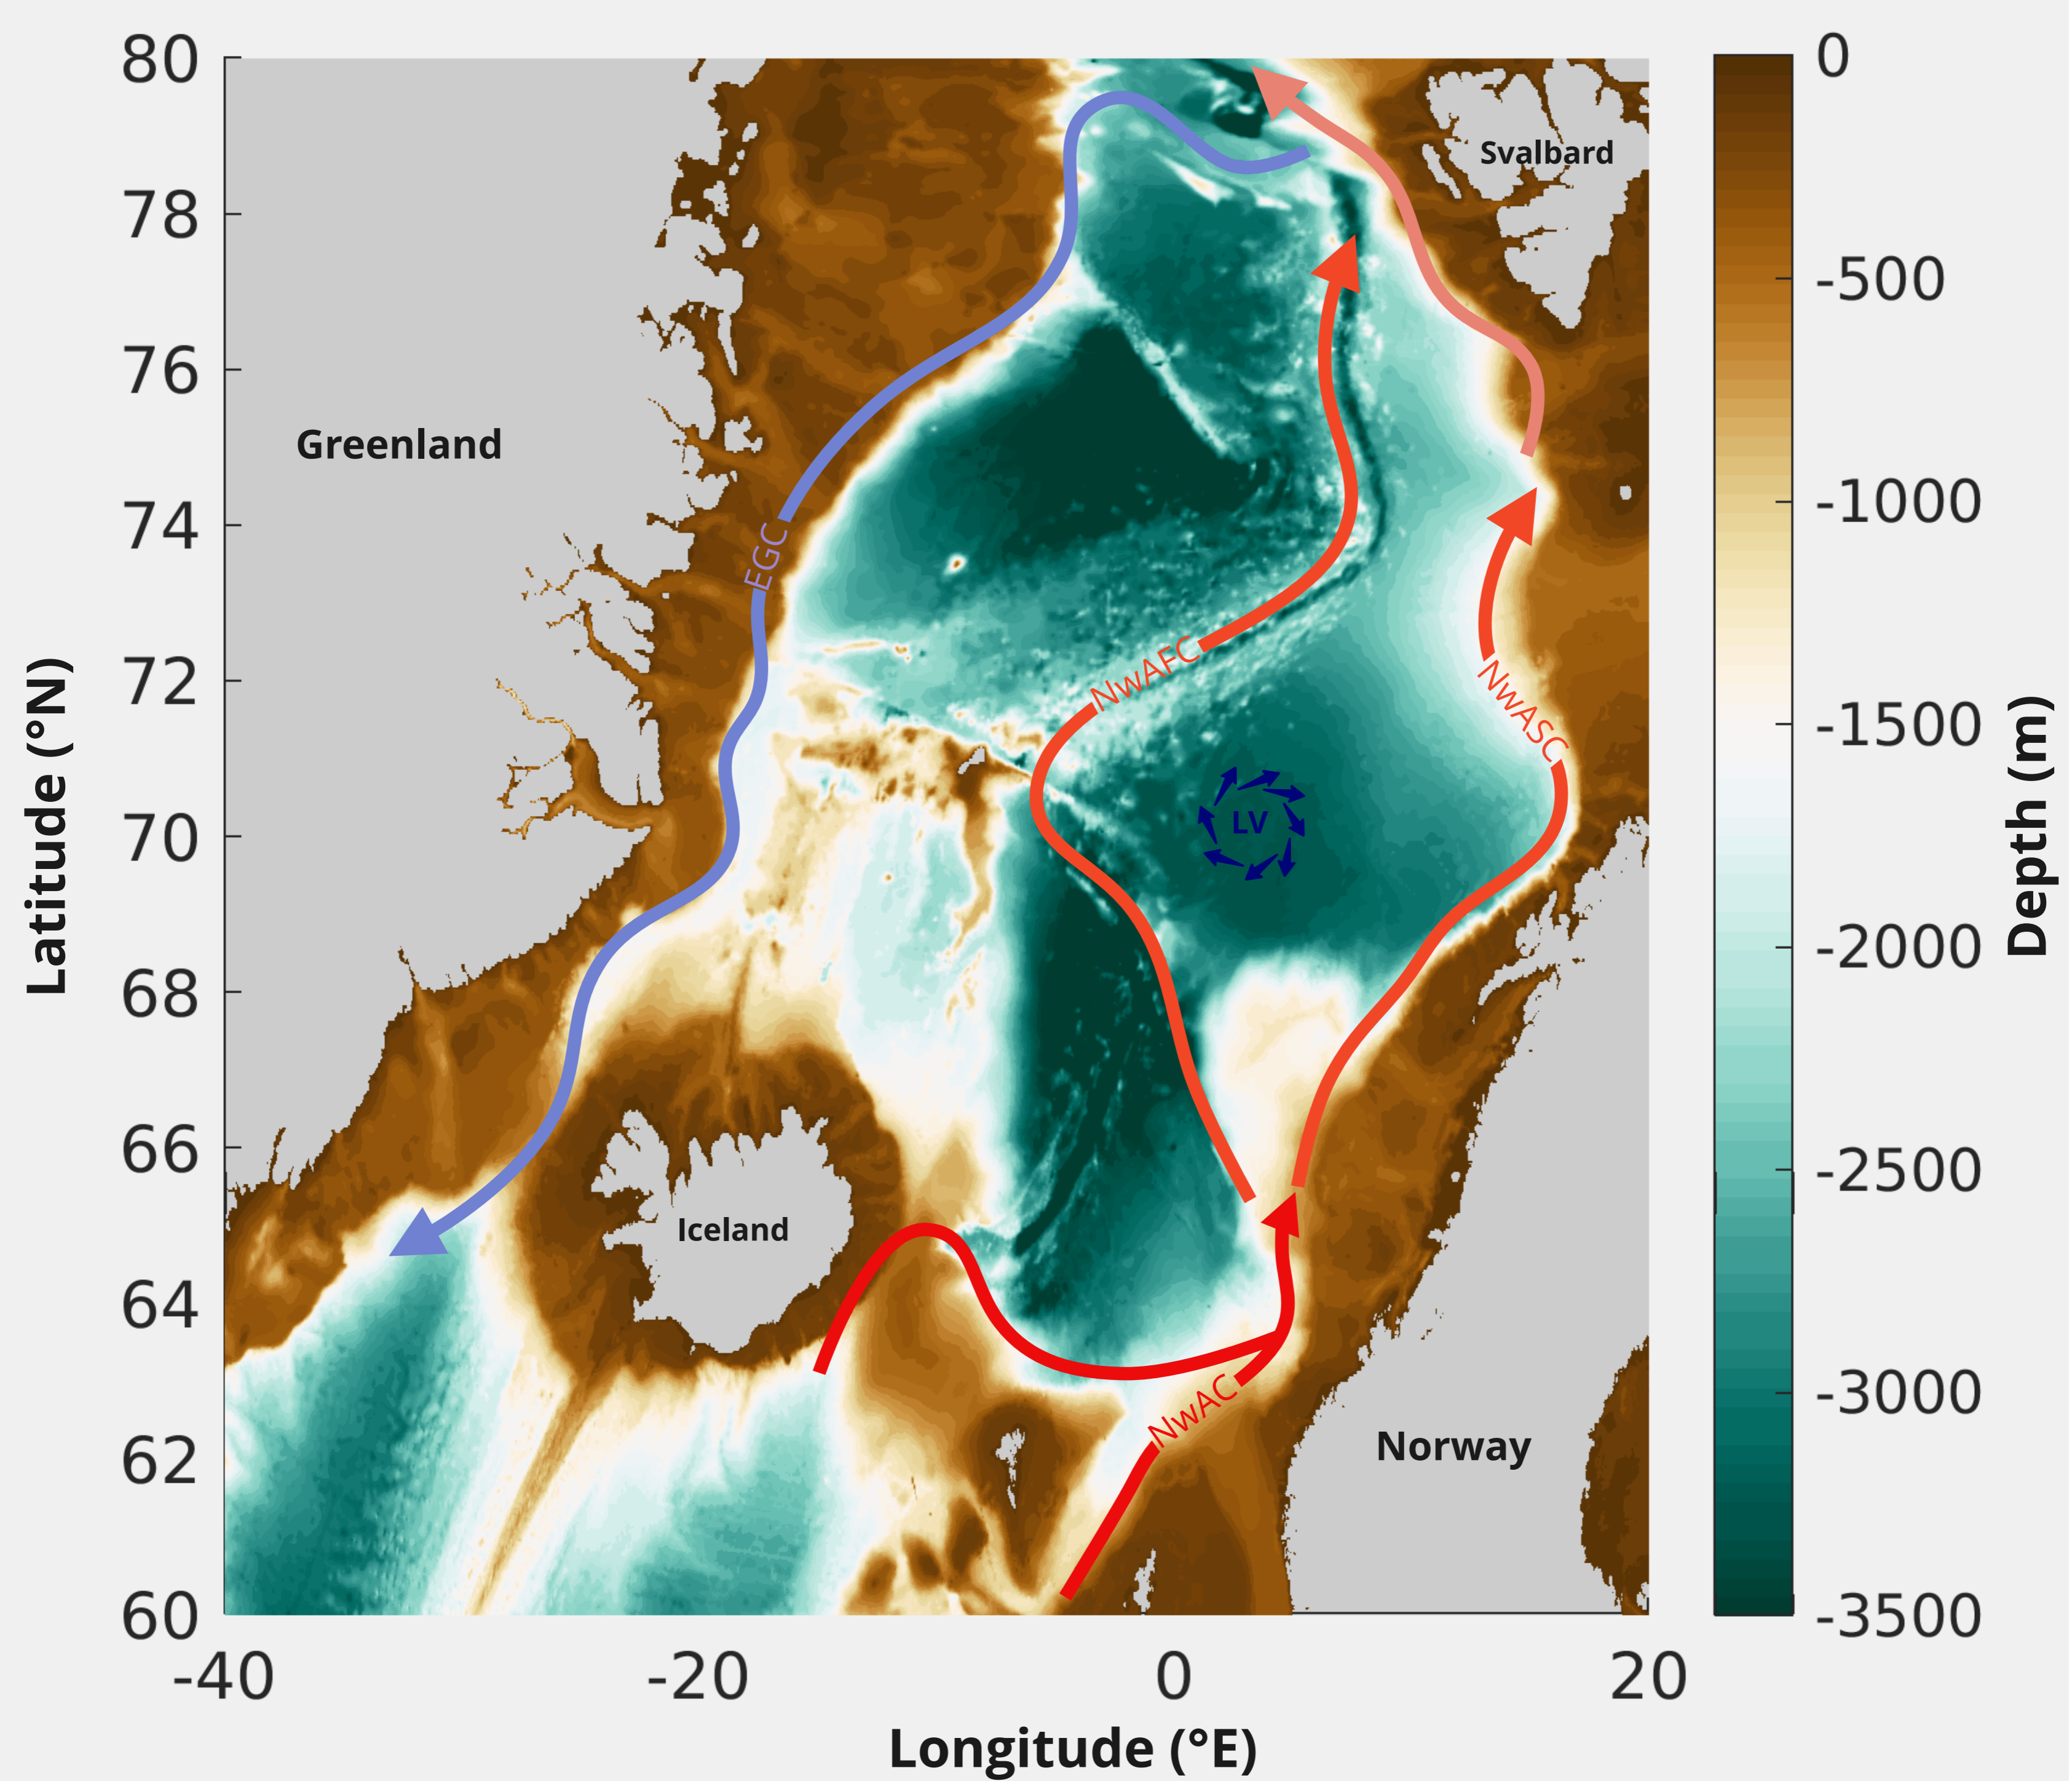 80
78
76
74
72
70
68
66
64
62
60
Latitude (°N)
-40
-20
0
20
Longitude (°E)
Greenland
Svalbard
EGC
NwAFC
NwASC
LV
Iceland
NwAC
Norway
0
-500
-1000
-1500
-2000
-2500
-3000
-3500
Depth (m)